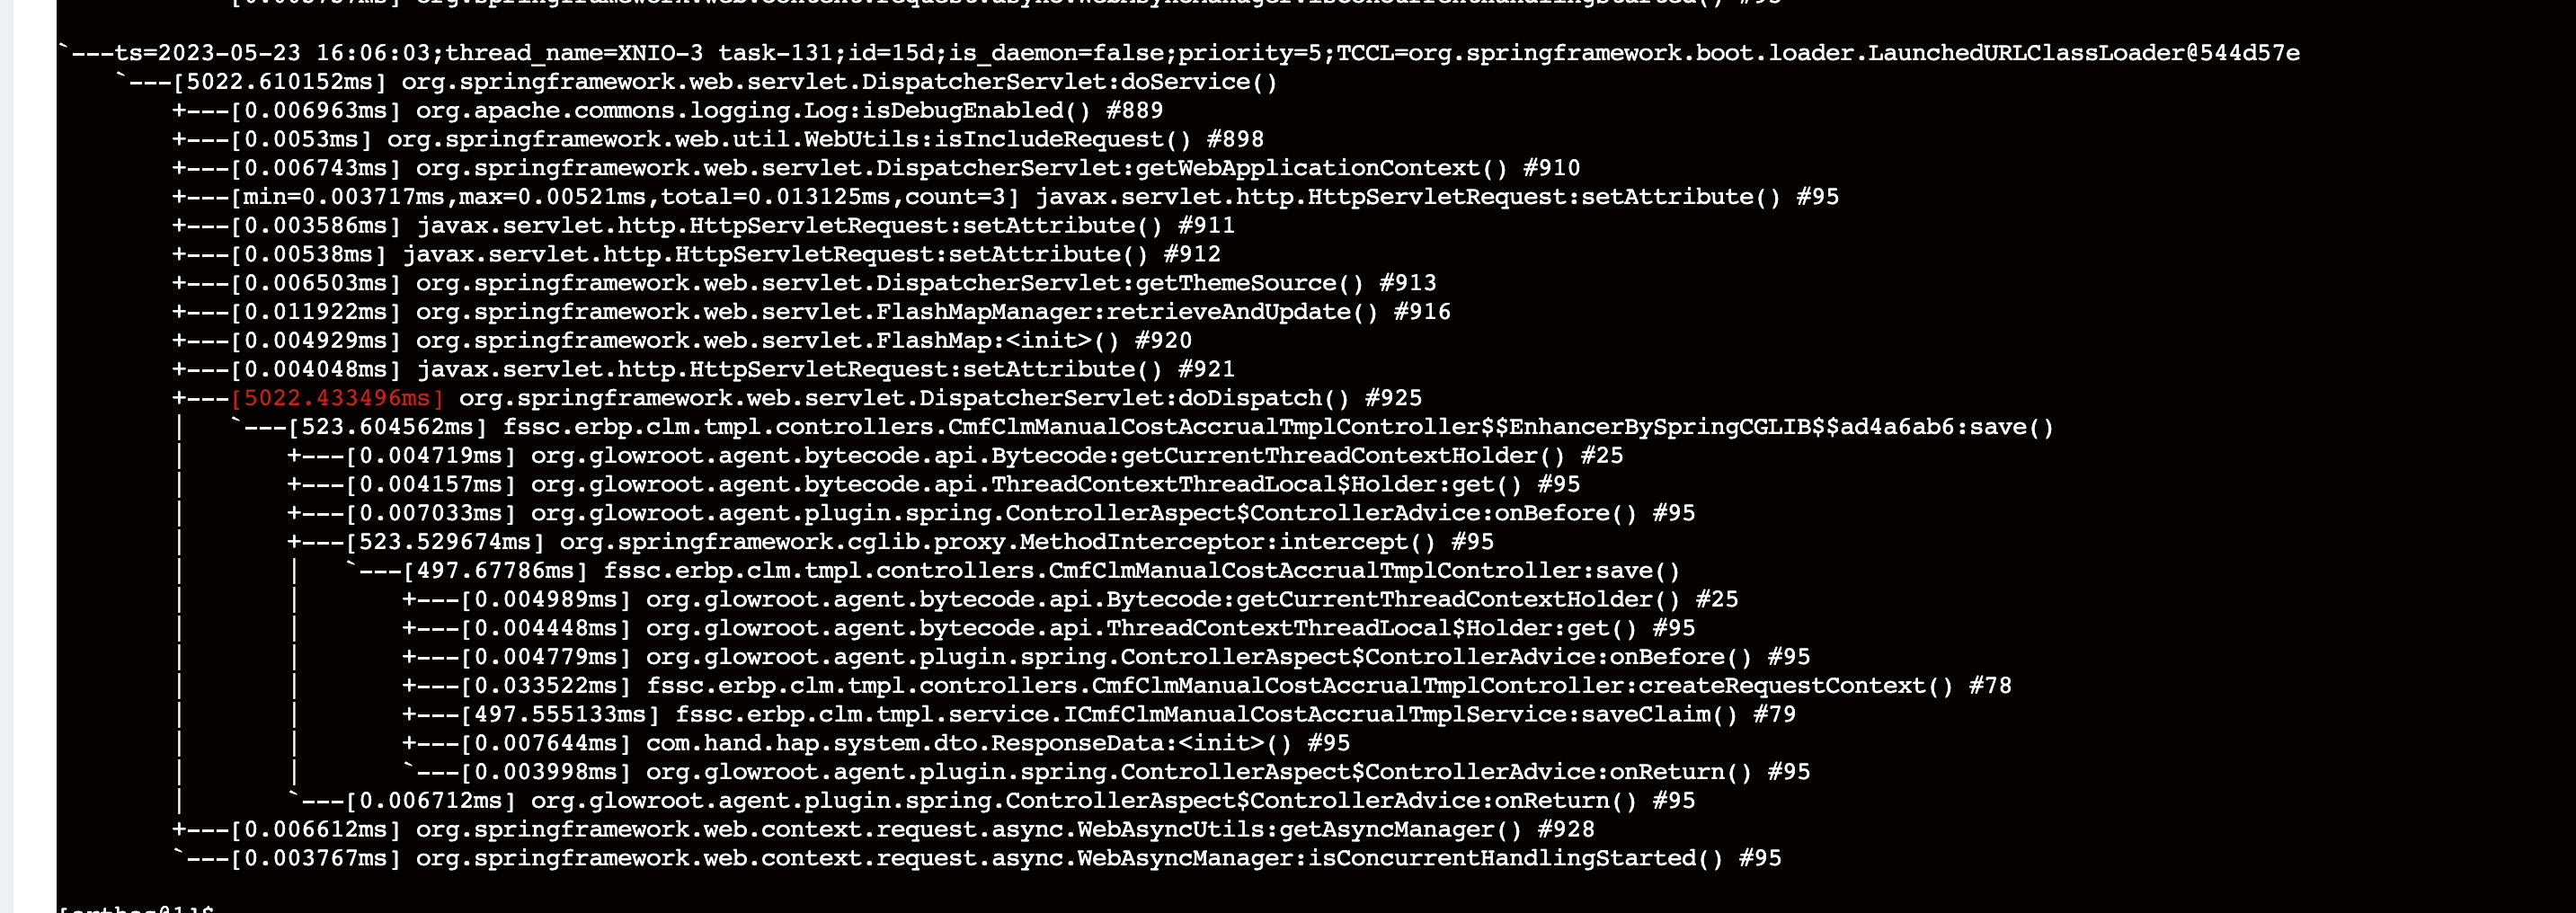 `---ts=2023-05-23 16:06:03;thread_name=XNIO-3 task-131;id=15d;is_daemon=false;priority=5;TCCL=org.springframework.boot.loader.LaunchedURLClassLoader@544d57e
    `---[5022.610152ms] org.springframework.web.servlet.DispatcherServlet:doService()
        +---[0.006963ms] org.apache.commons.logging.Log:isDebugEnabled() #889
        +---[0.0053ms] org.springframework.web.util.WebUtils:isIncludeRequest() #898
        +---[0.006743ms] org.springframework.web.servlet.DispatcherServlet:getWebApplicationContext() #910
        +---[min=0.003717ms,max=0.00521ms,total=0.013125ms,count=3] javax.servlet.http.HttpServletRequest:setAttribute() #95
        +---[0.003586ms] javax.servlet.http.HttpServletRequest:setAttribute() #911
        +---[0.00538ms] javax.servlet.http.HttpServletRequest:setAttribute() #912
        +---[0.006503ms] org.springframework.web.servlet.DispatcherServlet:getThemeSource() #913
        +---[0.011922ms] org.springframework.web.servlet.FlashMapManager:retrieveAndUpdate() #916
        +---[0.004929ms] org.springframework.web.servlet.FlashMap:<init>() #920
        +---[0.004048ms] javax.servlet.http.HttpServletRequest:setAttribute() #921
        +---[5022.433496ms] org.springframework.web.servlet.DispatcherServlet:doDispatch() #925
        |   `---[523.604562ms] fssc.erbp.clm.tmpl.controllers.CmfClmManualCostAccrualTmplController$$EnhancerBySpringCGLIB$$ad4a6ab6:save()
        |       +---[0.004719ms] org.glowroot.agent.bytecode.api.Bytecode:getCurrentThreadContextHolder() #25
        |       +---[0.004157ms] org.glowroot.agent.bytecode.api.ThreadContextThreadLocal$Holder:get() #95
        |       +---[0.007033ms] org.glowroot.agent.plugin.spring.ControllerAspect$ControllerAdvice:onBefore() #95
        |       +---[523.529674ms] org.springframework.cglib.proxy.MethodInterceptor:intercept() #95
        |       |   `---[497.67786ms] fssc.erbp.clm.tmpl.controllers.CmfClmManualCostAccrualTmplController:save()
        |       |       +---[0.004989ms] org.glowroot.agent.bytecode.api.Bytecode:getCurrentThreadContextHolder() #25
        |       |       +---[0.004448ms] org.glowroot.agent.bytecode.api.ThreadContextThreadLocal$Holder:get() #95
        |       |       +---[0.004779ms] org.glowroot.agent.plugin.spring.ControllerAspect$ControllerAdvice:onBefore() #95
        |       |       +---[0.033522ms] fssc.erbp.clm.tmpl.controllers.CmfClmManualCostAccrualTmplController:createRequestContext() #78
        |       |       +---[497.555133ms] fssc.erbp.clm.tmpl.service.ICmfClmManualCostAccrualTmplService:saveClaim() #79
        |       |       +---[0.007644ms] com.hand.hap.system.dto.ResponseData:<init>() #95
        |       |       `---[0.003998ms] org.glowroot.agent.plugin.spring.ControllerAspect$ControllerAdvice:onReturn() #95
        |       `---[0.006712ms] org.glowroot.agent.plugin.spring.ControllerAspect$ControllerAdvice:onReturn() #95
        +---[0.006612ms] org.springframework.web.context.request.async.WebAsyncUtils:getAsyncManager() #928
        `---[0.003767ms] org.springframework.web.context.request.async.WebAsyncManager:isConcurrentHandlingStarted() #95